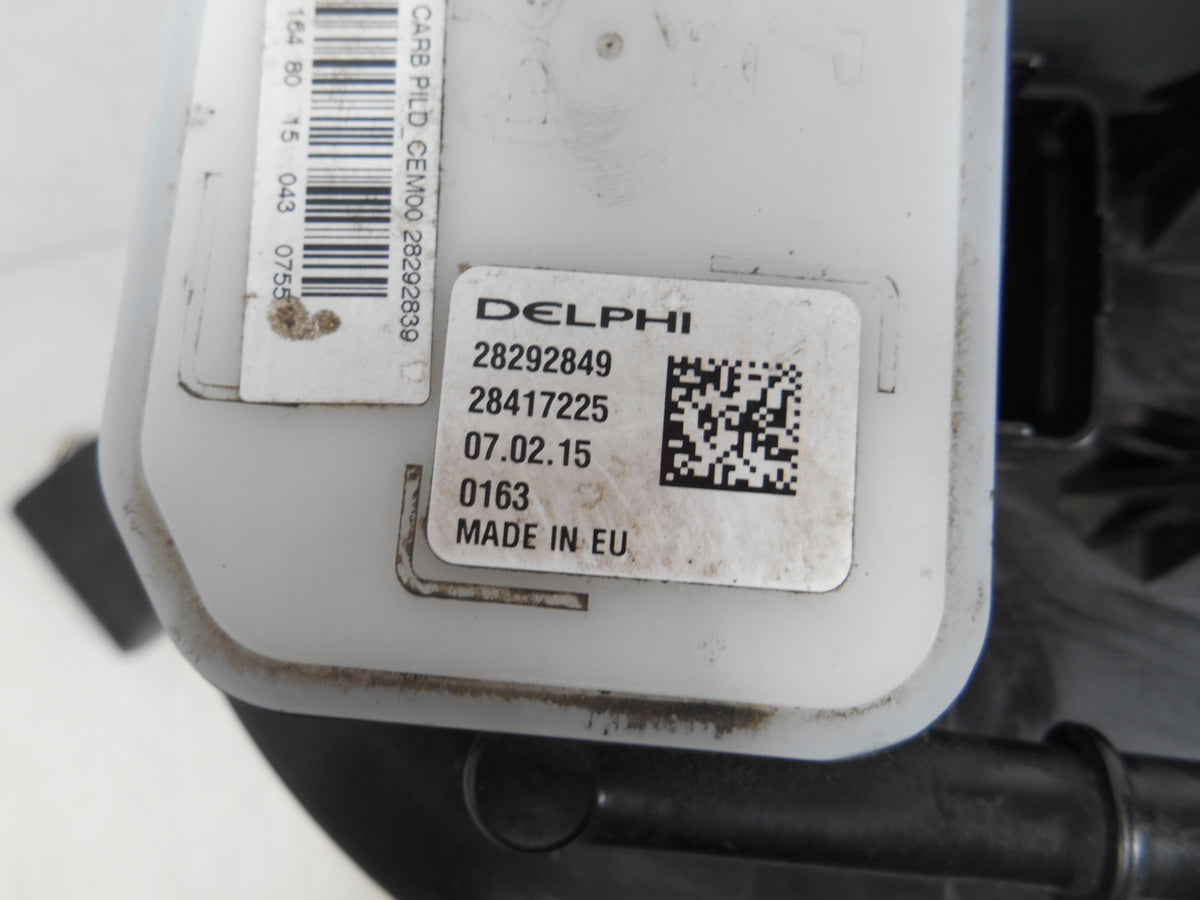 CARB PILD_CEM00 28292839
164 80 15 043 0755
DELPHI
28292849
28417225
07.02.15
0163
MADE IN EU